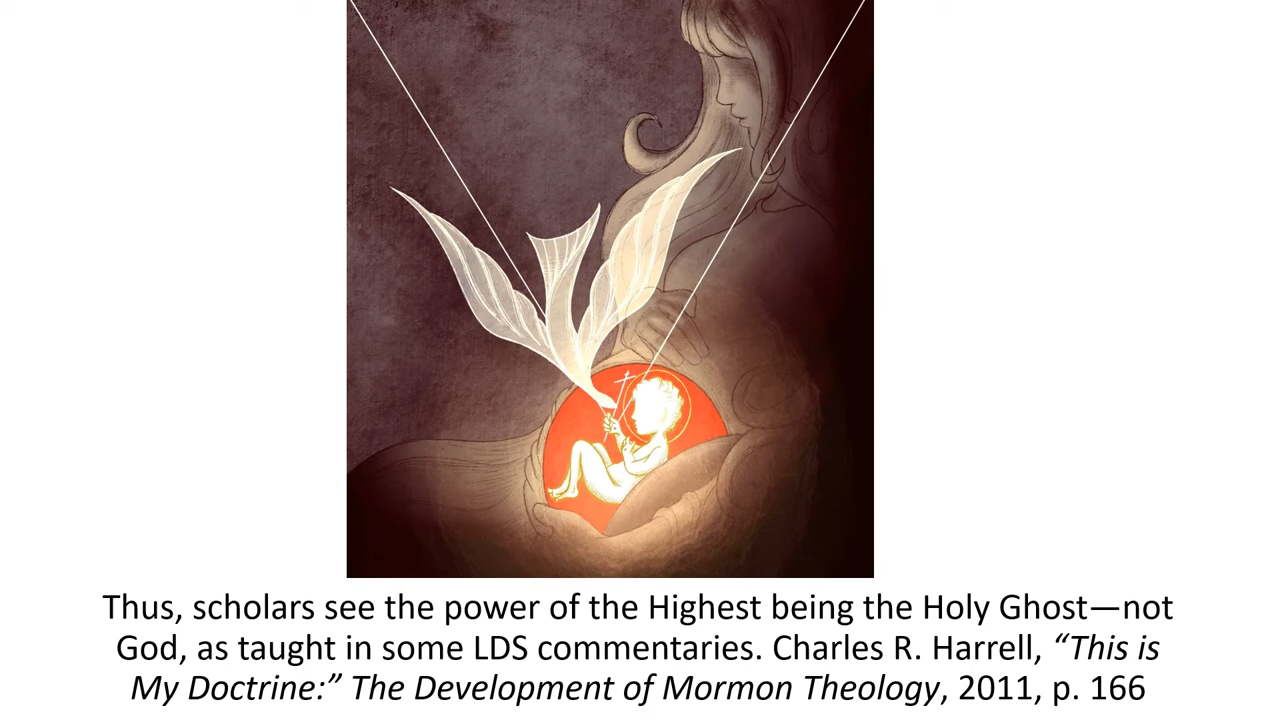 Thus, scholars see the power of the Highest being the Holy Ghost—not
God, as taught in some LDS commentaries. Charles R. Harrell, “This is
My Doctrine:” The Development of Mormon Theology, 2011, p. 166